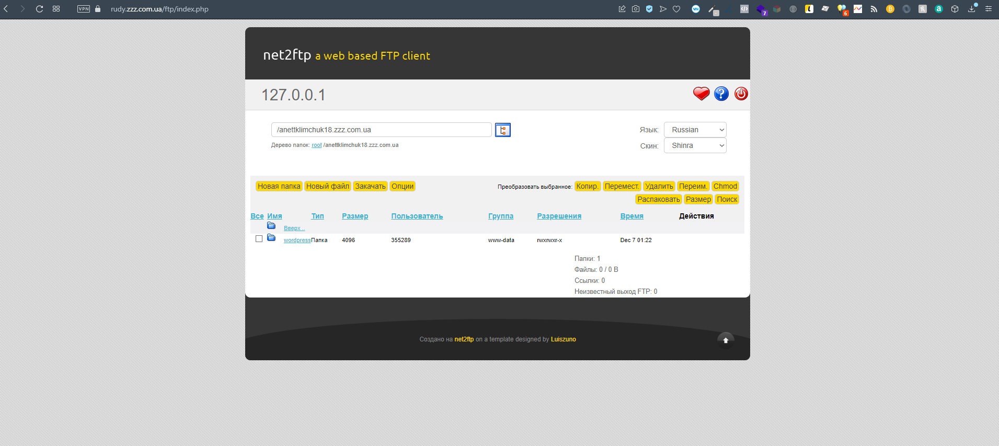 VPN rudy.zzz.com.ua/ftp/index.php 7 6
net2ftp a web based FTP client
127.0.0.1
/anettklimchuk18.zzz.com.ua
Язык: Russian
Дерево папок: root /anettklimchuk18.zzz.com.ua
Скин: Shinra
Новая папка Новый файл Закачать Опции Преобразовать выбранное: Копир. Перемест. Удалить Переим. Chmod
Распаковать Размер Поиск
Все Имя Тип Размер Пользователь Группа Разрешения Время Действия
Вверх ..
wordpress Папка 4096 355289 www-data rwxrwxr-x Dec 7 01:22
Папки: 1
Файлы: 0 / 0 B
Ссылки: 0
Неизвестный выход FTP: 0
Создано на net2ftp on a template designed by Luiszuno